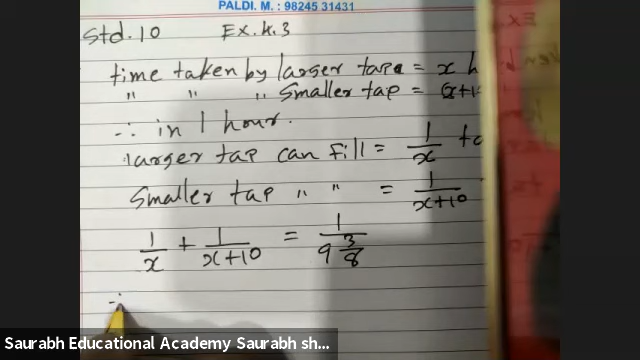 PALDI. M. : 98245 31431
Std. 10 Ex. 4.3
time taken by larger tap = x h
" " " smaller tap = (x+1
∴ in 1 hour.
larger tap can fill = 1/x ta
smaller tap " " = 1/(x+10)
1/x + 1/(x+10) = 1/(9 3/8)
∴
Saurabh Educational Academy Saurabh sh...